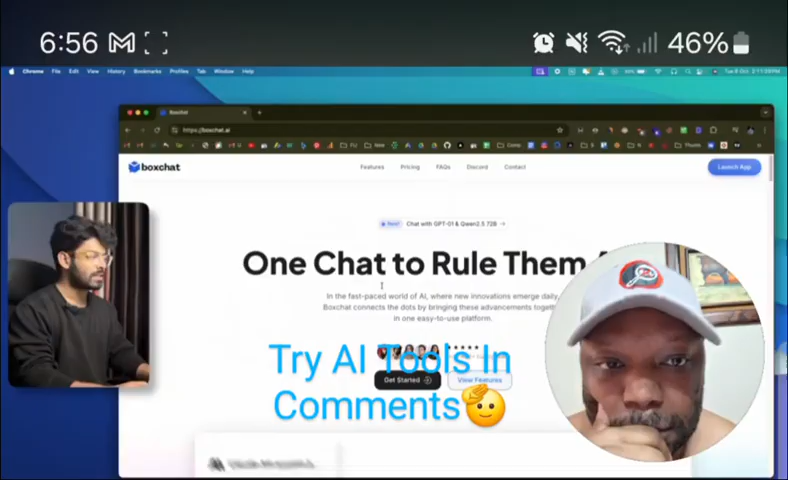 6:56
46%
Chrome File Edit View History Bookmarks Profiles Tab Window Help
Tue 8 Oct
Boxchat
https://boxchat.ai
boxchat
Features Pricing FAQs Discord Contact
Launch App
New! Chat with GPT-01 & Qwen2.5 72B →
One Chat to Rule Them
In the fast-paced world of AI, where new innovations emerge daily,
Boxchat connects the dots by bringing these advancements
in one easy-to-use platform.
Try AI Tools In
Get Started View Features
Comments🫡